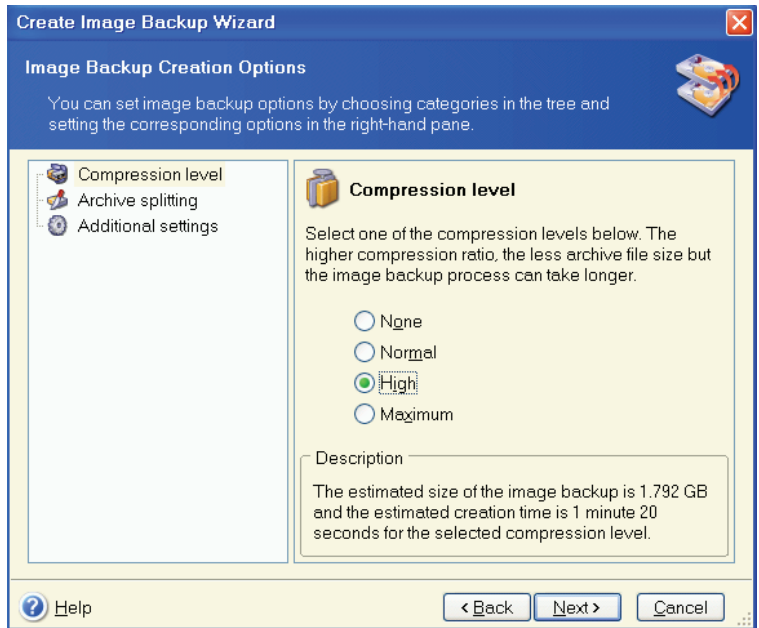 Create Image Backup Wizard
Image Backup Creation Options
You can set image backup options by choosing categories in the tree and
setting the corresponding options in the right-hand pane.
Compression level
Archive splitting
Additional settings
Compression level
Select one of the compression levels below. The
higher compression ratio, the less archive file size but
the image backup process can take longer.
None
Normal
High
Maximum
Description
The estimated size of the image backup is 1.792 GB
and the estimated creation time is 1 minute 20
seconds for the selected compression level.
Help
< Back
Next >
Cancel